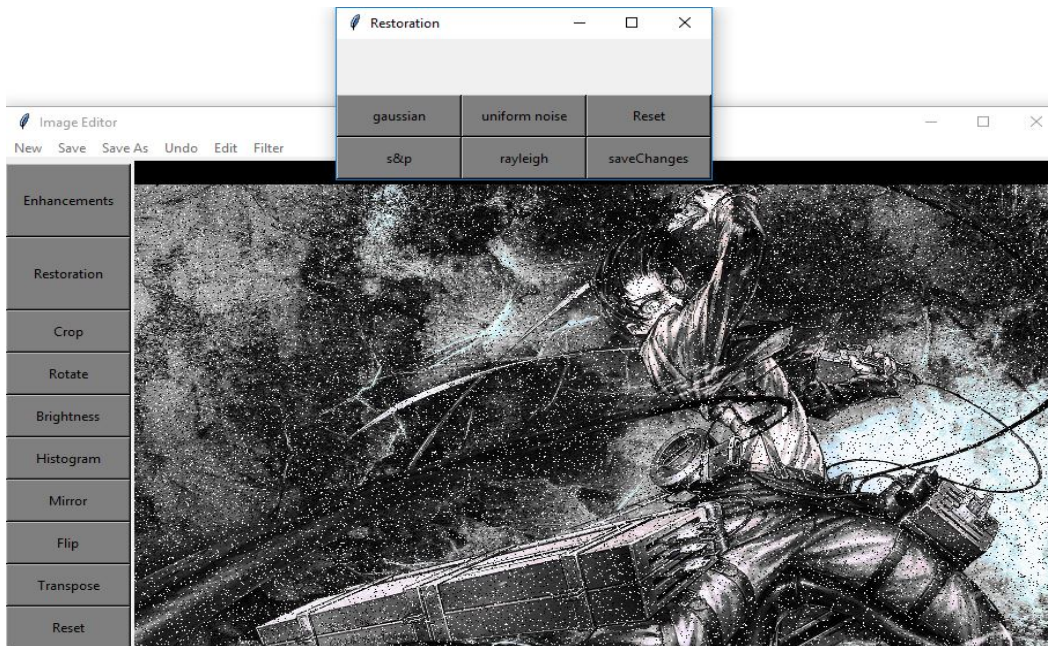 Restoration
gaussian uniform noise Reset
s&p rayleigh saveChanges
Image Editor
New Save Save As Undo Edit Filter
Enhancements
Restoration
Crop
Rotate
Brightness
Histogram
Mirror
Flip
Transpose
Reset